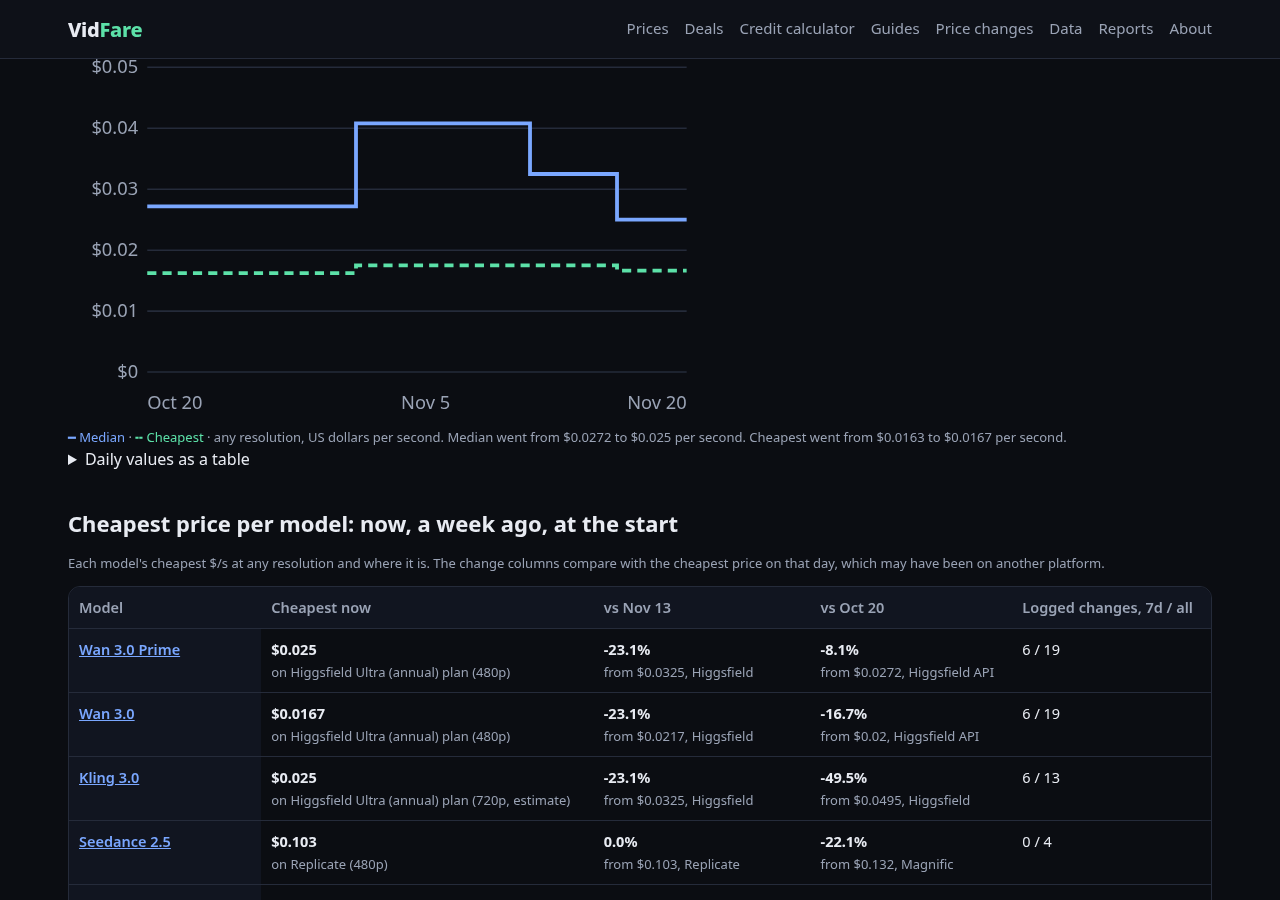 VidFare
Prices Deals Credit calculator Guides Price changes Data Reports About
$0.05
$0.04
$0.03
$0.02
$0.01
$0
Oct 20 Nov 5 Nov 20
Median · Cheapest · any resolution, US dollars per second. Median went from $0.0272 to $0.025 per second. Cheapest went from $0.0163 to $0.0167 per second.
Daily values as a table
Cheapest price per model: now, a week ago, at the start
Each model's cheapest $/s at any resolution and where it is. The change columns compare with the cheapest price on that day, which may have been on another platform.
Model Cheapest now vs Nov 13 vs Oct 20 Logged changes, 7d / all
Wan 3.0 Prime $0.025 -23.1% -8.1% 6 / 19
on Higgsfield Ultra (annual) plan (480p) from $0.0325, Higgsfield from $0.0272, Higgsfield API
Wan 3.0 $0.0167 -23.1% -16.7% 6 / 19
on Higgsfield Ultra (annual) plan (480p) from $0.0217, Higgsfield from $0.02, Higgsfield API
Kling 3.0 $0.025 -23.1% -49.5% 6 / 13
on Higgsfield Ultra (annual) plan (720p, estimate) from $0.0325, Higgsfield from $0.0495, Higgsfield
Seedance 2.5 $0.103 0.0% -22.1% 0 / 4
on Replicate (480p) from $0.103, Replicate from $0.132, Magnific